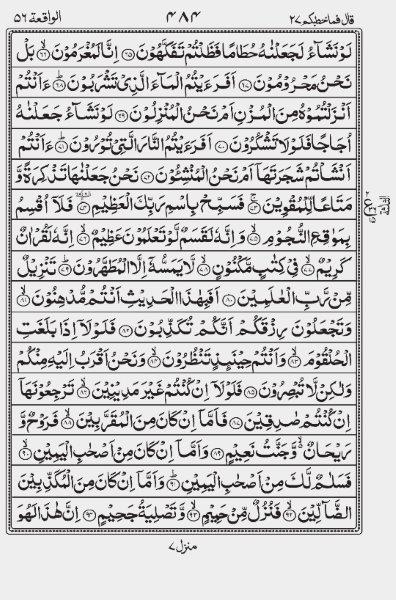 قال فماخطبكم ٢٧ ٤٨٤ الواقعة ٥٦
لَوْ نَشَآءُ لَجَعَلْنٰهُ حُطَامًا فَظَلْتُمْ تَفَكَّهُوْنَ ۝٦٥ اِنَّا لَمُغْرَمُوْنَ ۝٦٦ بَلْ
نَحْنُ مَحْرُوْمُوْنَ ۝٦٧ اَفَرَءَيْتُمُ الْمَآءَ الَّذِيْ تَشْرَبُوْنَ ۝٦٨ ءَاَنْتُمْ
اَنْزَلْتُمُوْهُ مِنَ الْمُزْنِ اَمْ نَحْنُ الْمُنْزِلُوْنَ ۝٦٩ لَوْ نَشَآءُ جَعَلْنٰهُ
اُجَاجًا فَلَوْلَا تَشْكُرُوْنَ ۝٧٠ اَفَرَءَيْتُمُ النَّارَ الَّتِيْ تُوْرُوْنَ ۝٧١ ءَاَنْتُمْ
اَنْشَاْتُمْ شَجَرَتَهَآ اَمْ نَحْنُ الْمُنْشِـُٔوْنَ ۝٧٢ نَحْنُ جَعَلْنٰهَا تَذْكِرَةً وَّ
مَتَاعًا لِّلْمُقْوِيْنَ ۝٧٣ فَسَبِّحْ بِاسْمِ رَبِّكَ الْعَظِيْمِ ۝٧٤ فَلَآ اُقْسِمُ
بِمَوٰقِعِ النُّجُوْمِ ۝٧٥ وَاِنَّهٗ لَقَسَمٌ لَّوْ تَعْلَمُوْنَ عَظِيْمٌ ۝٧٦ اِنَّهٗ لَقُرْاٰنٌ
كَرِيْمٌ ۝٧٧ فِيْ كِتٰبٍ مَّكْنُوْنٍ ۝٧٨ لَّا يَمَسُّهٗٓ اِلَّا الْمُطَهَّرُوْنَ ۝٧٩ تَنْزِيْلٌ
مِّنْ رَّبِّ الْعٰلَمِيْنَ ۝٨٠ اَفَبِهٰذَا الْحَدِيْثِ اَنْتُمْ مُّدْهِنُوْنَ ۝٨١
وَتَجْعَلُوْنَ رِزْقَكُمْ اَنَّكُمْ تُكَذِّبُوْنَ ۝٨٢ فَلَوْلَآ اِذَا بَلَغَتِ
الْحُلْقُوْمَ ۝٨٣ وَاَنْتُمْ حِيْنَئِذٍ تَنْظُرُوْنَ ۝٨٤ وَنَحْنُ اَقْرَبُ اِلَيْهِ مِنْكُمْ
وَلٰكِنْ لَّا تُبْصِرُوْنَ ۝٨٥ فَلَوْلَآ اِنْ كُنْتُمْ غَيْرَ مَدِيْنِيْنَ ۝٨٦ تَرْجِعُوْنَهَآ
اِنْ كُنْتُمْ صٰدِقِيْنَ ۝٨٧ فَاَمَّآ اِنْ كَانَ مِنَ الْمُقَرَّبِيْنَ ۝٨٨ فَرَوْحٌ وَّ
رَيْحَانٌ وَّجَنَّتُ نَعِيْمٍ ۝٨٩ وَاَمَّآ اِنْ كَانَ مِنْ اَصْحٰبِ الْيَمِيْنِ ۝٩٠
فَسَلٰمٌ لَّكَ مِنْ اَصْحٰبِ الْيَمِيْنِ ۝٩١ وَاَمَّآ اِنْ كَانَ مِنَ الْمُكَذِّبِيْنَ
الضَّآلِّيْنَ ۝٩٢ فَنُزُلٌ مِّنْ حَمِيْمٍ ۝٩٣ وَّتَصْلِيَةُ جَحِيْمٍ ۝٩٤ اِنَّ هٰذَا لَهُوَ
منزل ٧